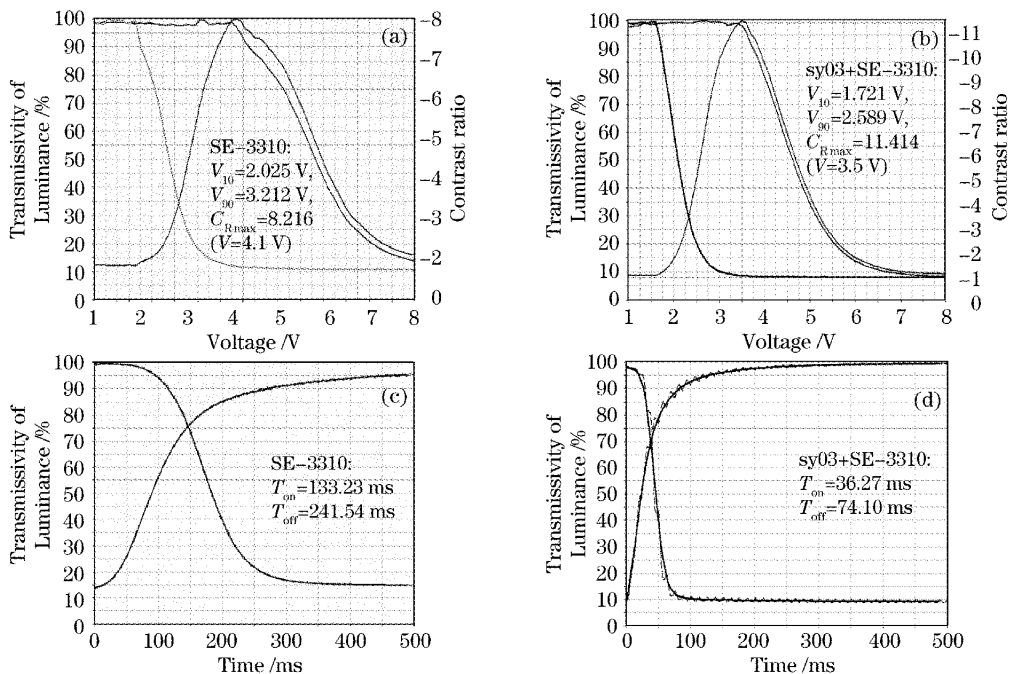 Transmissivity of
Luminance /%
100
90
80
70
60
50
40
30
20
10
0
1 2 3 4 5 6 7 8
Voltage /V
(a)
SE-3310:
V10=2.025 V,
V90=3.212 V,
CRmax=8.216
(V=4.1 V)
-8
-7
-6
-5
-4
-3
-2
0
Contrast ratio
Transmissivity of
Luminance /%
100
90
80
70
60
50
40
30
20
10
0
1 2 3 4 5 6 7 8
Voltage /V
(b)
sy03+SE-3310:
V10=1.721 V,
V90=2.589 V,
CRmax=11.414
(V=3.5 V)
-11
-10
-9
-8
-7
-6
-5
-4
-3
-2
-1
0
Contrast ratio
Transmissivity of
Luminance /%
100
90
80
70
60
50
40
30
20
10
0
0 100 200 300 400 500
Time /ms
(c)
SE-3310:
Ton=133.23 ms
Toff=241.54 ms
Transmissivity of
Luminance /%
100
90
80
70
60
50
40
30
20
10
0
0 100 200 300 400 500
Time /ms
(d)
sy03+SE-3310:
Ton=36.27 ms
Toff=74.10 ms